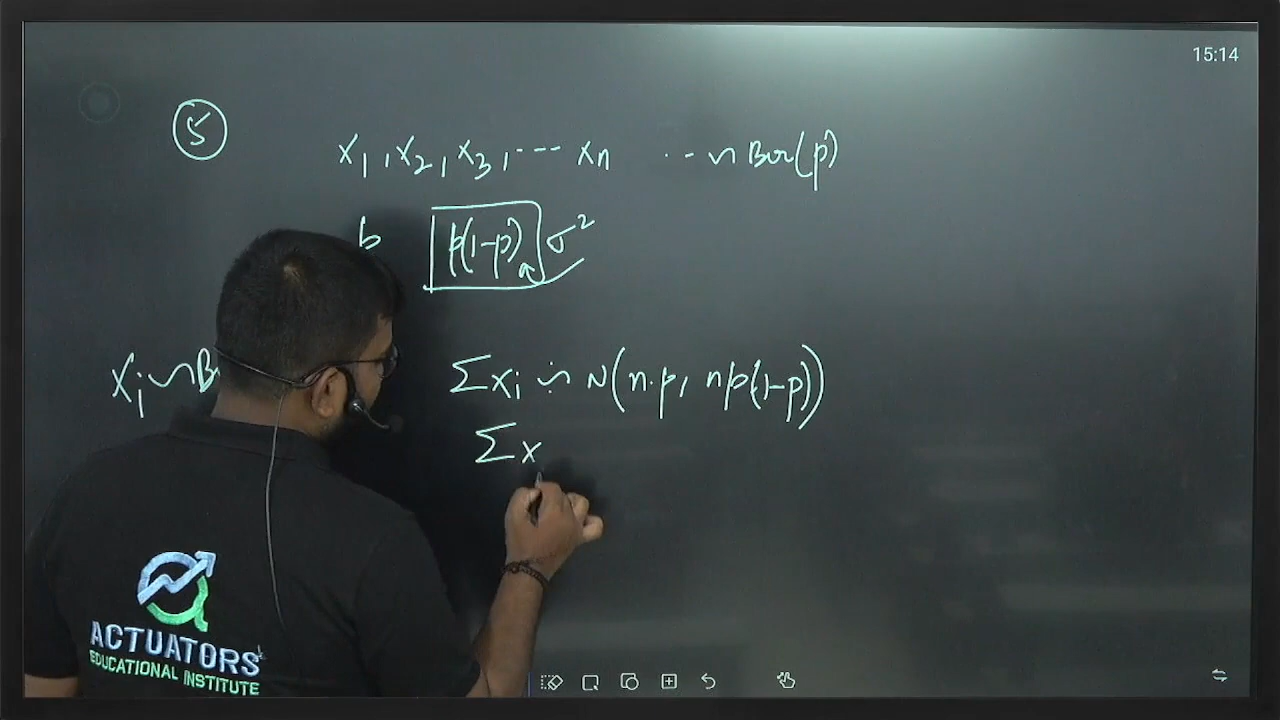 15:14
5
x₁, x₂, x₃, ... xₙ ... ~ Ber(p)
p(1-p) σ²
xᵢ ~ B
Σxᵢ ∻ N(n.p, np(1-p))
Σx
ACTUATORS
EDUCATIONAL INSTITUTE